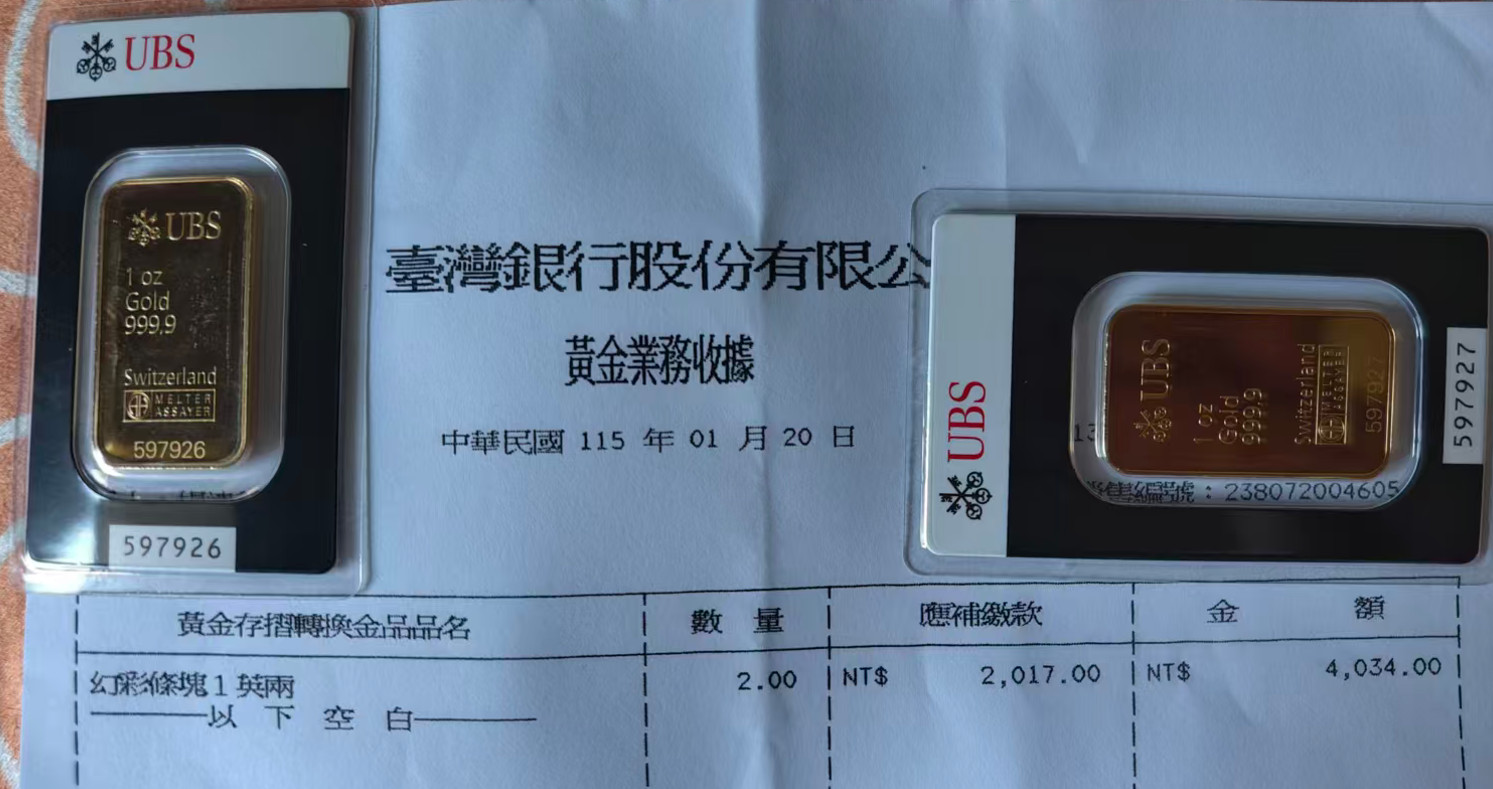 UBS
UBS
1 oz
Gold
999.9
Switzerland
MELTER
ASSAYER
597926
597926
臺灣銀行股份有限公
黃金業務收據
中華民國 115 年 01 月 20 日
UBS
UBS
1 oz
Gold
999.9
Switzerland
MELTER
ASSAYER
597927
597927
13
編號：238072004605
黃金存摺轉換金品品名 數 量 應補繳款 金 額
幻彩條塊1英兩 2.00 NT$ 2,017.00 NT$ 4,034.00
以 下 空 白